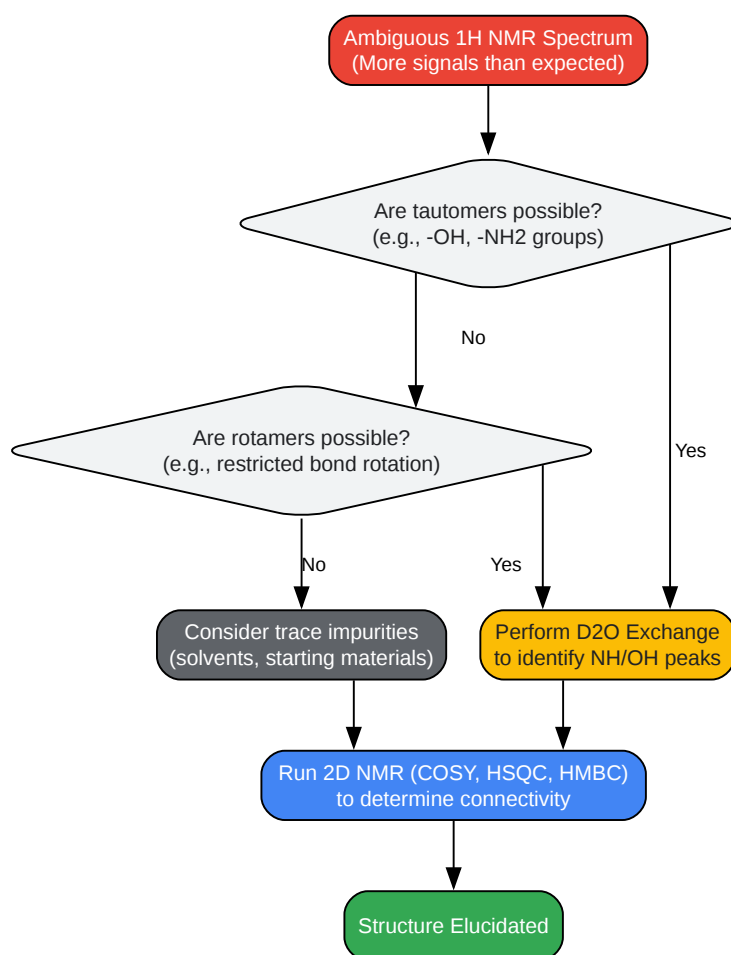 Ambiguous 1H NMR Spectrum
(More signals than expected)
Are tautomers possible?
(e.g., -OH, -NH2 groups)
No
Are rotamers possible?
(e.g., restricted bond rotation)
Yes
No
Yes
Consider trace impurities
(solvents, starting materials)
Perform D2O Exchange
to identify NH/OH peaks
Run 2D NMR (COSY, HSQC, HMBC)
to determine connectivity
Structure Elucidated